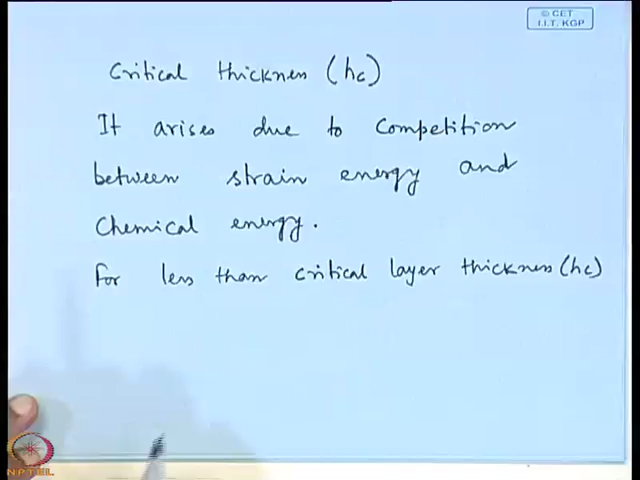 © CET
I.I.T. KGP
Critical thickness (hc)
It arises due to Competition
between strain energy and
Chemical energy.
For less than critical layer thickness (hc)
NPTEL